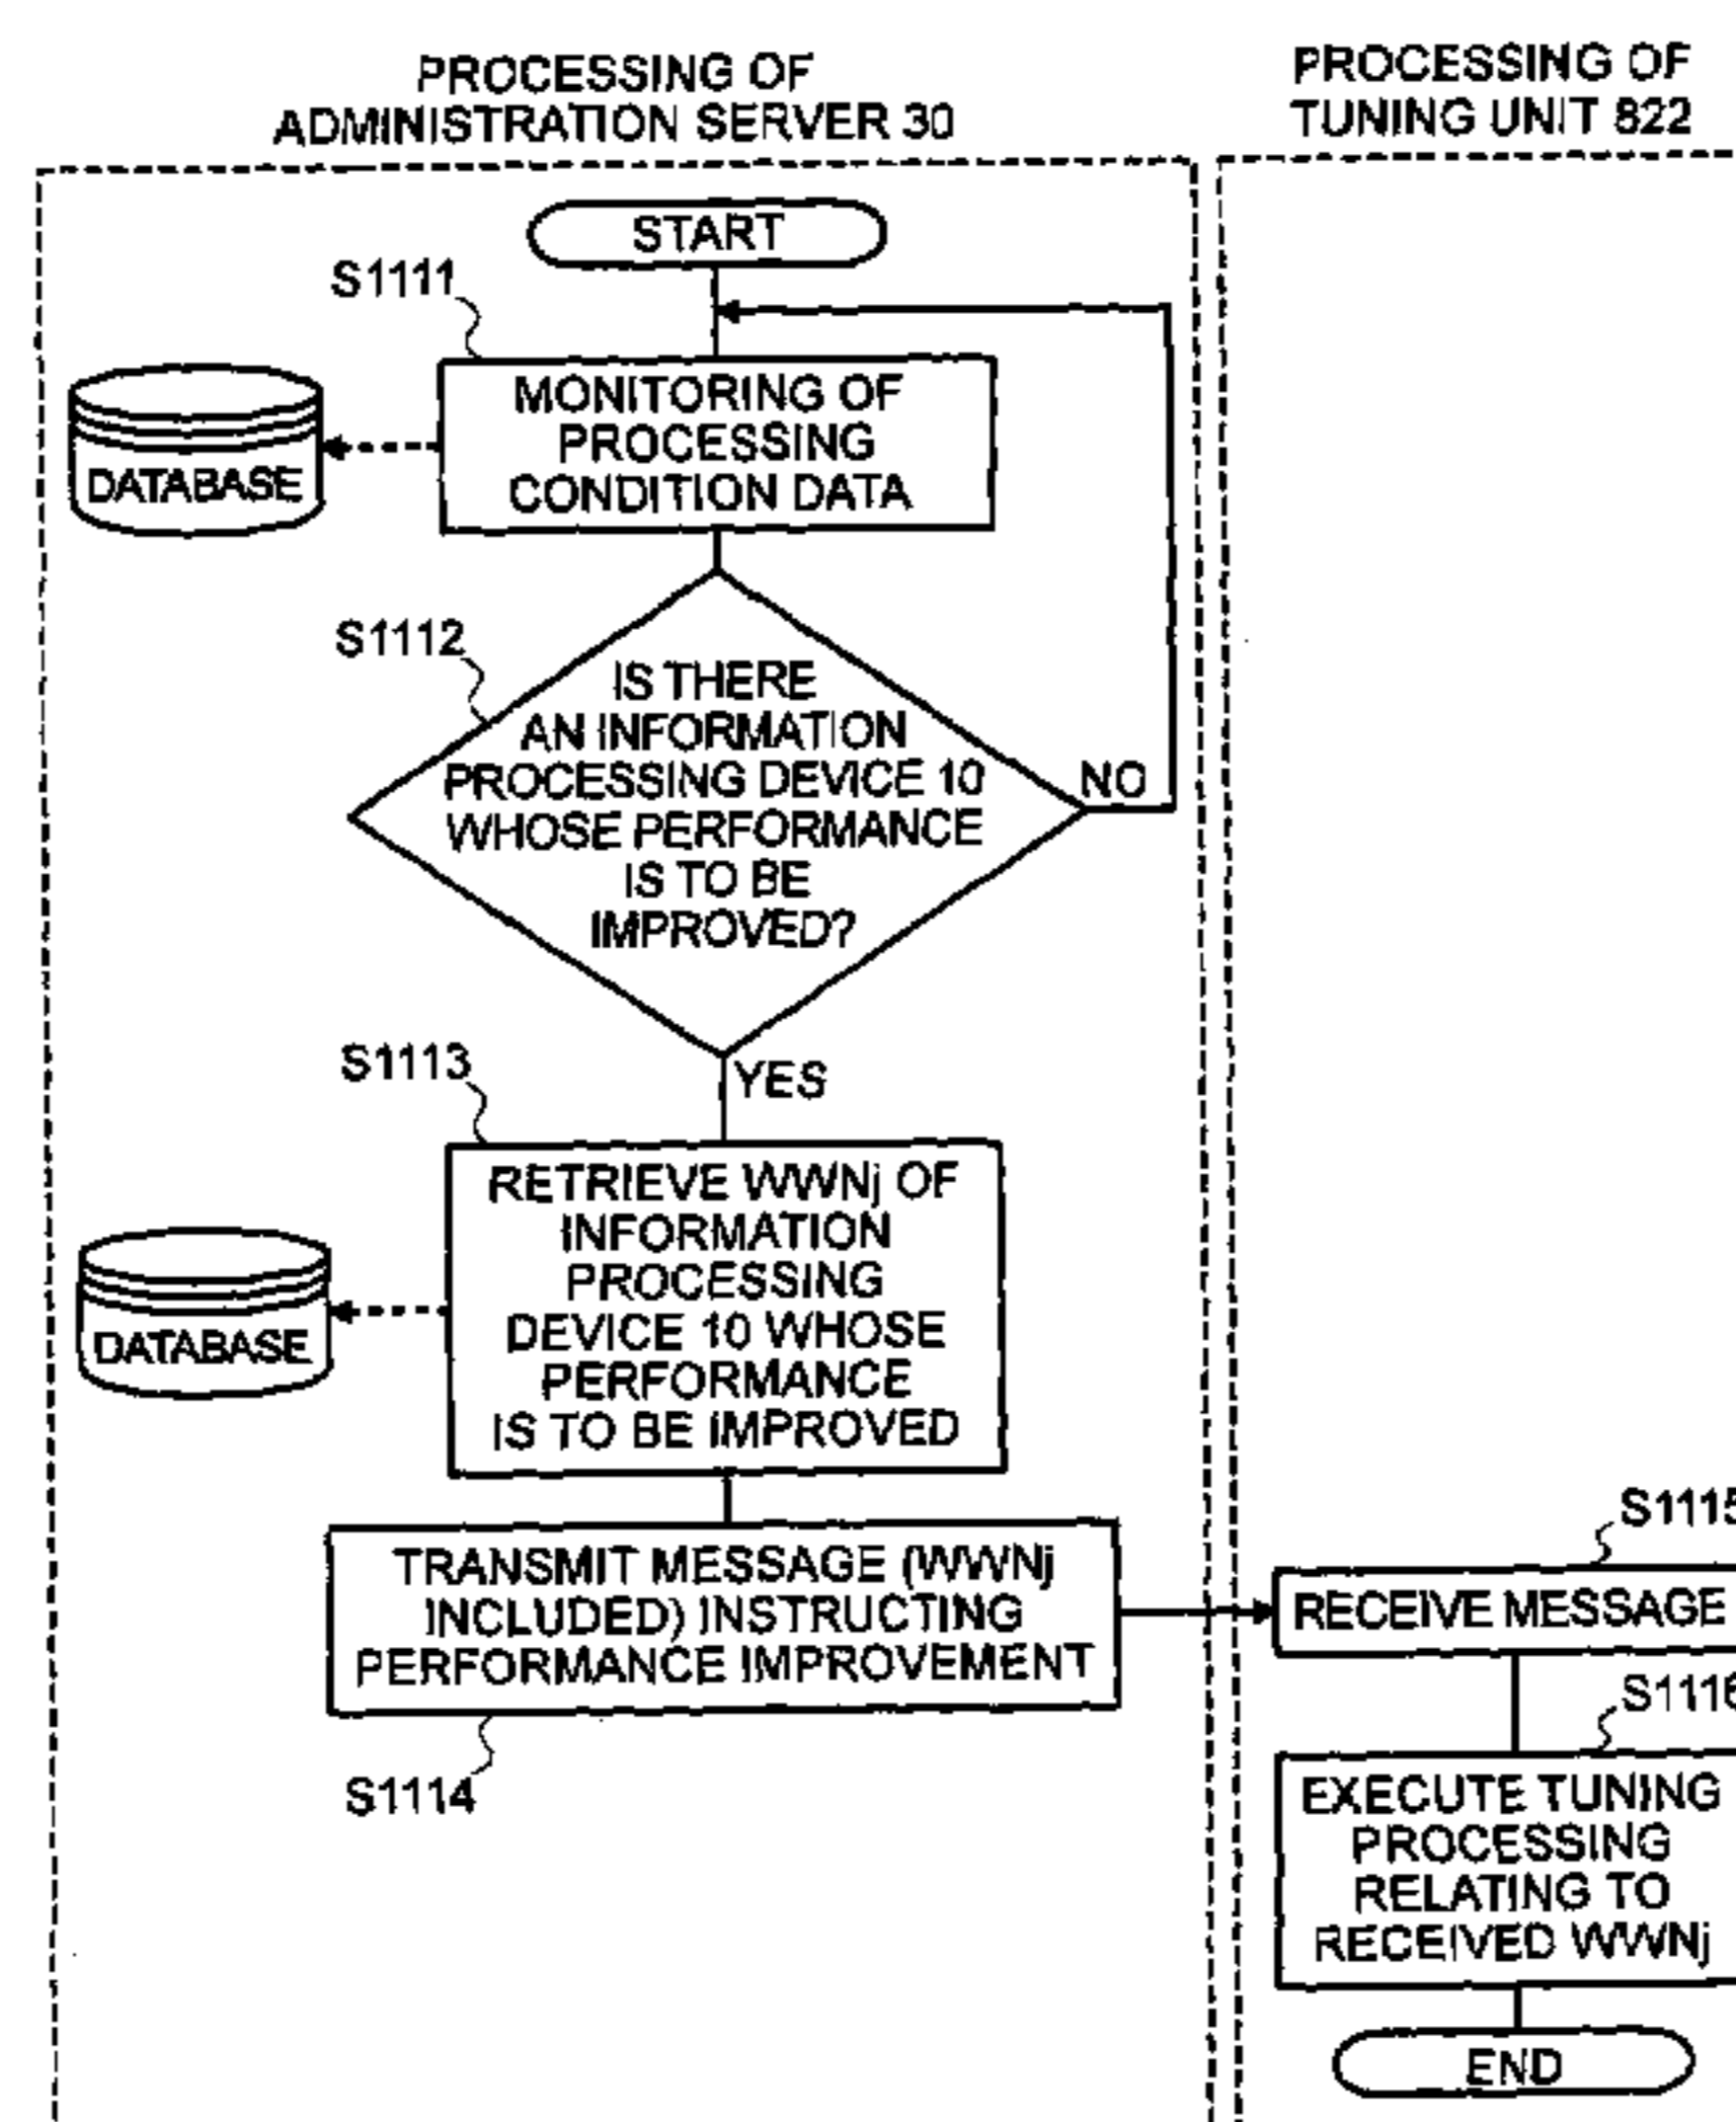 PROCESSING OF
ADMINISTRATION SERVER 30
PROCESSING OF
TUNING UNIT 822
START
S1111
MONITORING OF
PROCESSING
CONDITION DATA
DATABASE
S1112
IS THERE
AN INFORMATION
PROCESSING DEVICE 10
WHOSE PERFORMANCE
IS TO BE
IMPROVED?
NO
YES
S1113
RETRIEVE WWNj OF
INFORMATION
PROCESSING
DEVICE 10 WHOSE
PERFORMANCE
IS TO BE IMPROVED
DATABASE
TRANSMIT MESSAGE (WWNj
INCLUDED) INSTRUCTING
PERFORMANCE IMPROVEMENT
S1114
S1115
RECEIVE MESSAGE
S1116
EXECUTE TUNING
PROCESSING
RELATING TO
RECEIVED WWNj
END